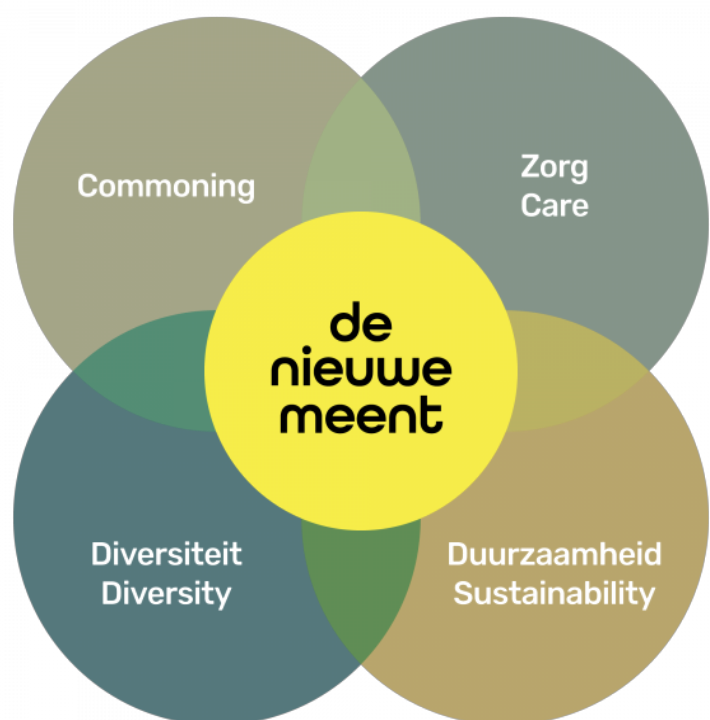 Commoning
Zorg
Care
de
nieuwe
meent
Diversiteit
Diversity
Duurzaamheid
Sustainability